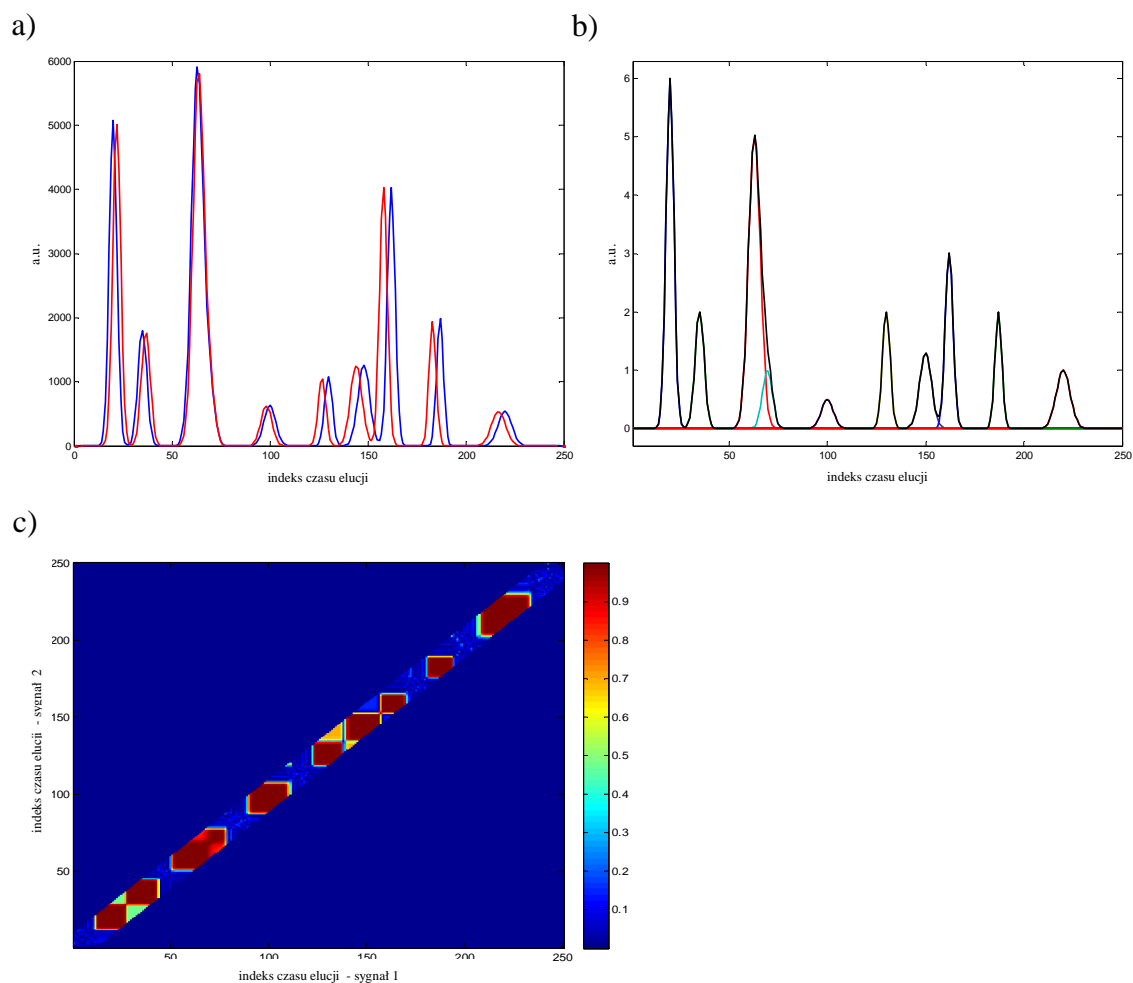 a)
b)
6000
5000
4000
3000
2000
1000
0
a.u.
0 50 100 150 200 250
indeks czasu elucji
6
5
4
3
2
1
0
a.u.
50 100 150 200 250
indeks czasu elucji
c)
250
200
150
100
50
indeks czasu elucji - sygnał 2
50 100 150 200 250
indeks czasu elucji - sygnał 1
0.9
0.8
0.7
0.6
0.5
0.4
0.3
0.2
0.1